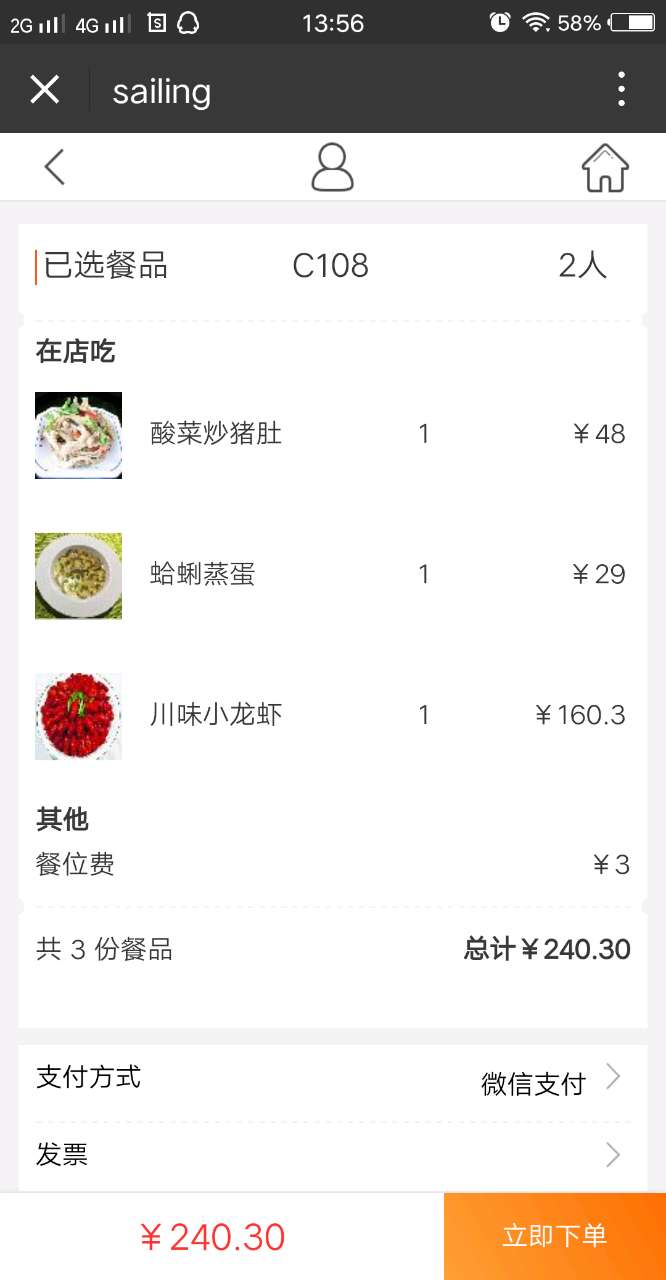 2G 4G 13:56 58%
sailing
已选餐品 C108 2人
在店吃
酸菜炒猪肚 1 ￥48
蛤蜊蒸蛋 1 ￥29
川味小龙虾 1 ￥160.3
其他
餐位费 ￥3
共 3 份餐品 总计￥240.30
支付方式 微信支付
发票
￥240.30 立即下单